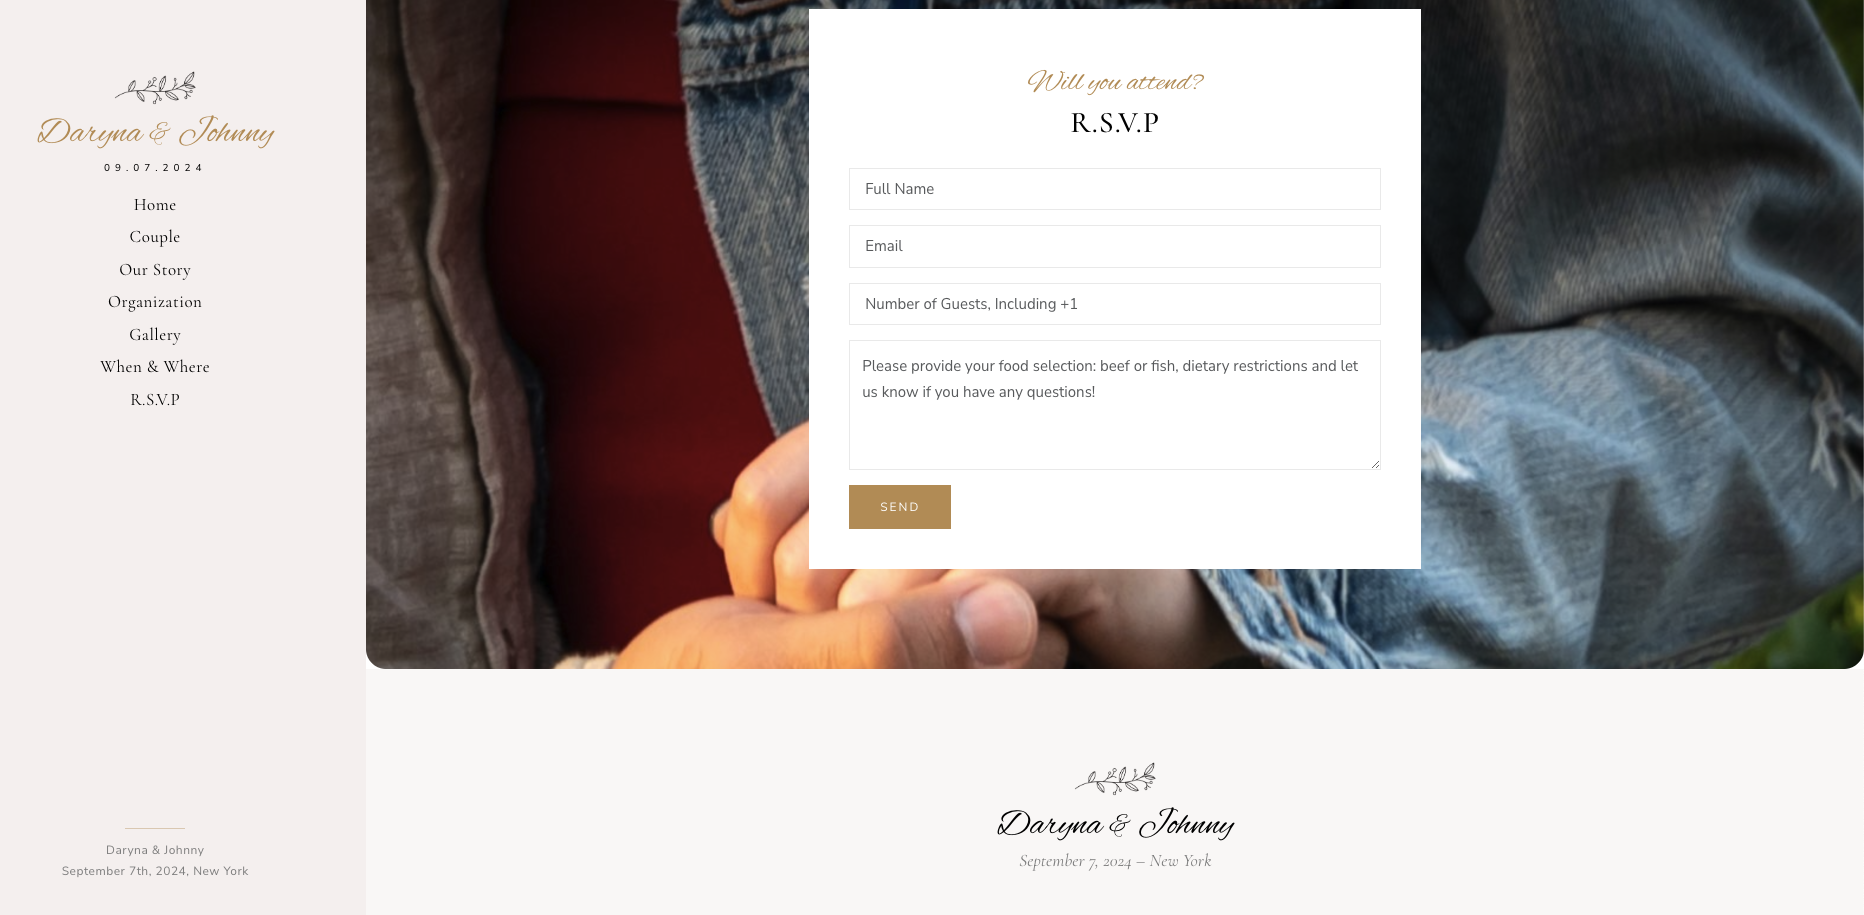 Daryna & Johnny
09.07.2024
Home
Couple
Our Story
Organization
Gallery
When & Where
R.S.V.P
Daryna & Johnny
September 7th, 2024, New York
Will you attend?
R.S.V.P
Full Name
Email
Number of Guests, Including +1
Please provide your food selection: beef or fish, dietary restrictions and let
us know if you have any questions!
SEND
Daryna & Johnny
September 7, 2024 – New York